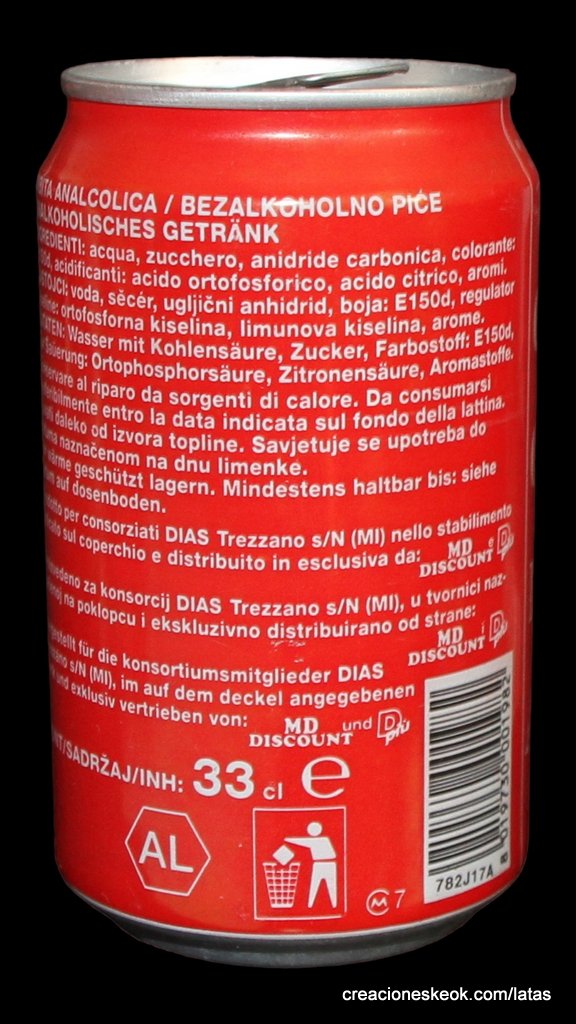 ANALCOLICA / BEZALKOHOLNO PIĆE
ALKOHOLISCHES GETRÄNK
acqua, zucchero, anidride carbonica, colorante:
acidificanti: acido ortofosforico, acido citrico, aromi.
voda, sěcér, ugljični anhidrid, boja: E150d, regulator
ortofosforna kiselina, limunova kiselina, arome.
Wasser mit Kohlensäure, Zucker, Farbstoff: E150d,
Säuerung: Ortophosphorsäure, Zitronensäure, Aromastoffe.
al riparo da sorgenti di calore. Da consumarsi
entro la data indicata sul fondo della lattina.
daleko od izvora topline. Savjetuje se upotreba do
naznačenom na dnu limenke.
wärme geschützt lagern. Mindestens haltbar bis: siehe
auf dosenboden.
per consorziati DIAS Trezzano s/N (MI) nello stabilimento
sul coperchio e distribuito in esclusiva da: MD DISCOUNT e D più
za konsorcij DIAS Trezzano s/N (MI), u tvornici naz-
na poklopcu i ekskluzivno distribuirano od strane: MD DISCOUNT i D più
für die konsortiumsmitglieder DIAS
s/N (MI), im auf dem deckel angegebenen
und exklusiv vertrieben von: MD DISCOUNT und D più
SADRŽAJ/INH: 33 cl e
AL
M 7
782J17A
creacioneskeok.com/latas